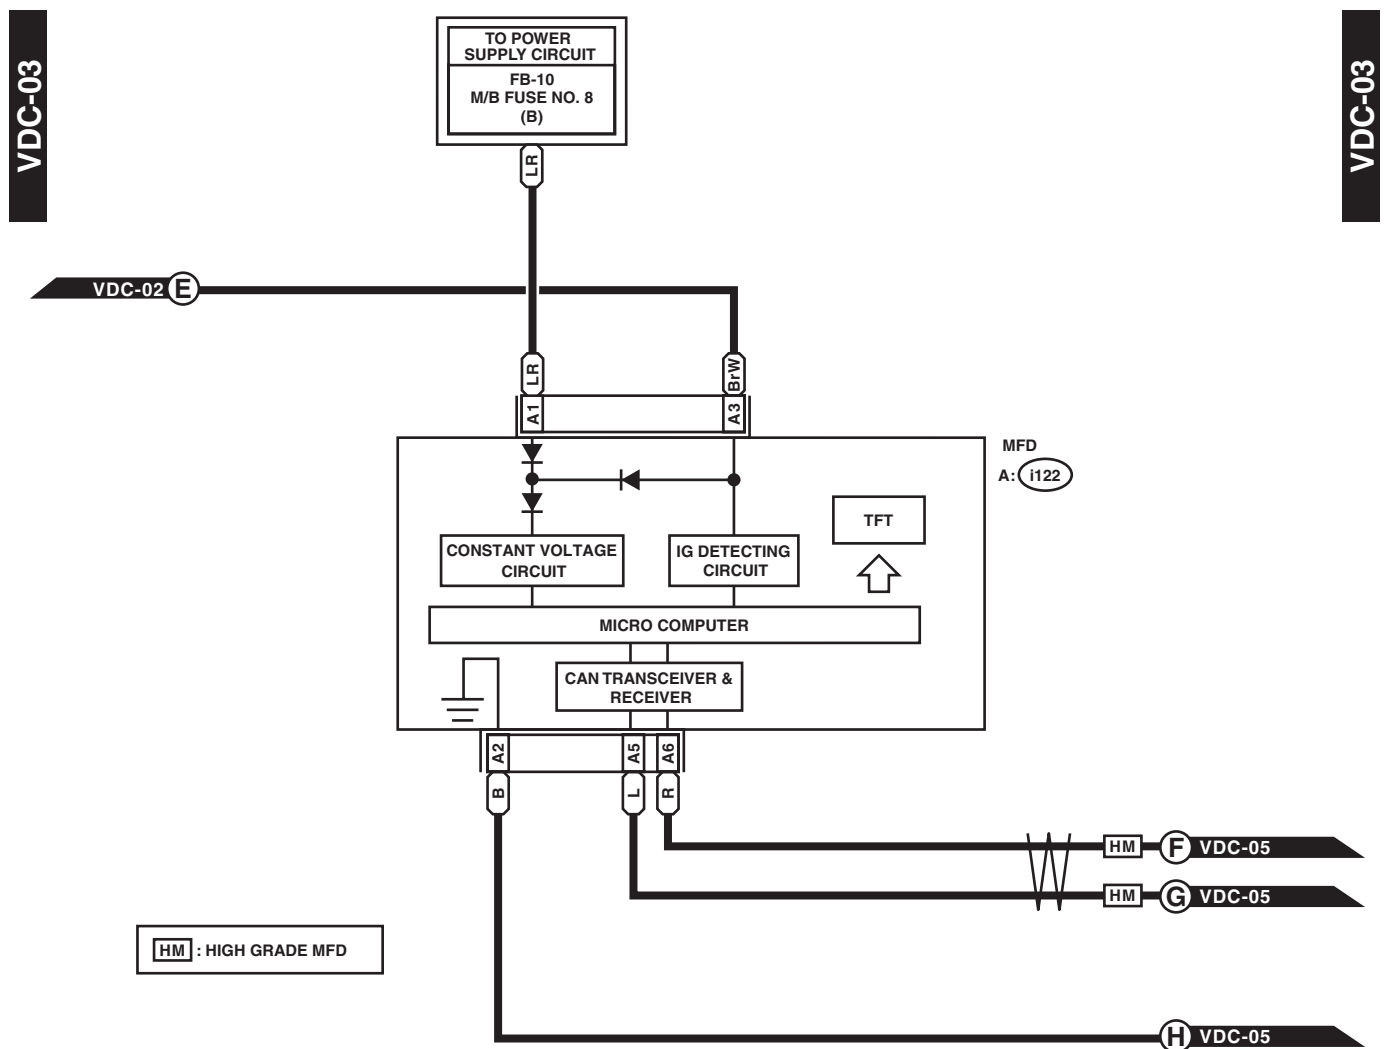 VDC-03
VDC-03
TO POWER
SUPPLY CIRCUIT
FB-10
M/B FUSE NO. 8
(B)
LR
VDC-02 E
LR
BrW
A1
A3
MFD
A: i122
TFT
CONSTANT VOLTAGE
CIRCUIT
IG DETECTING
CIRCUIT
MICRO COMPUTER
CAN TRANSCEIVER &
RECEIVER
A2
A5
A6
B
L
R
HM F VDC-05
HM G VDC-05
HM : HIGH GRADE MFD
H VDC-05